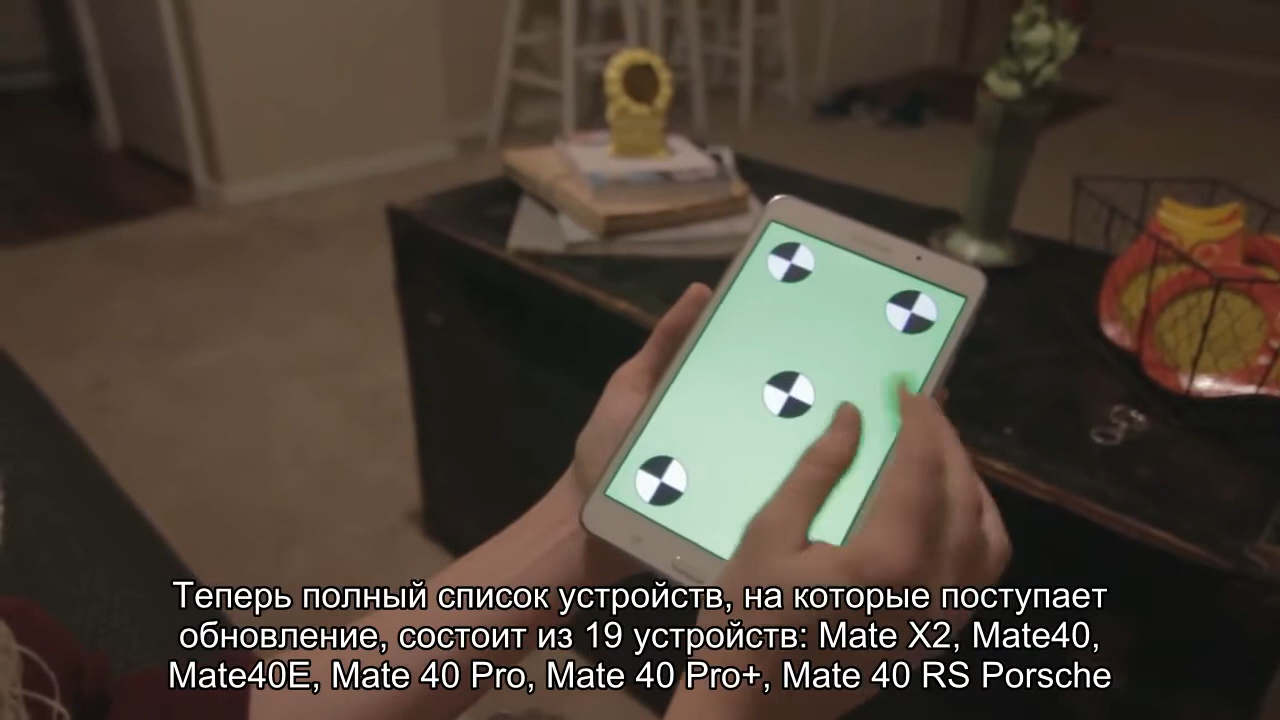 Теперь полный список устройств, на которые поступает
обновление, состоит из 19 устройств: Mate X2, Mate40,
Mate40E, Mate 40 Pro, Mate 40 Pro+, Mate 40 RS Porsche